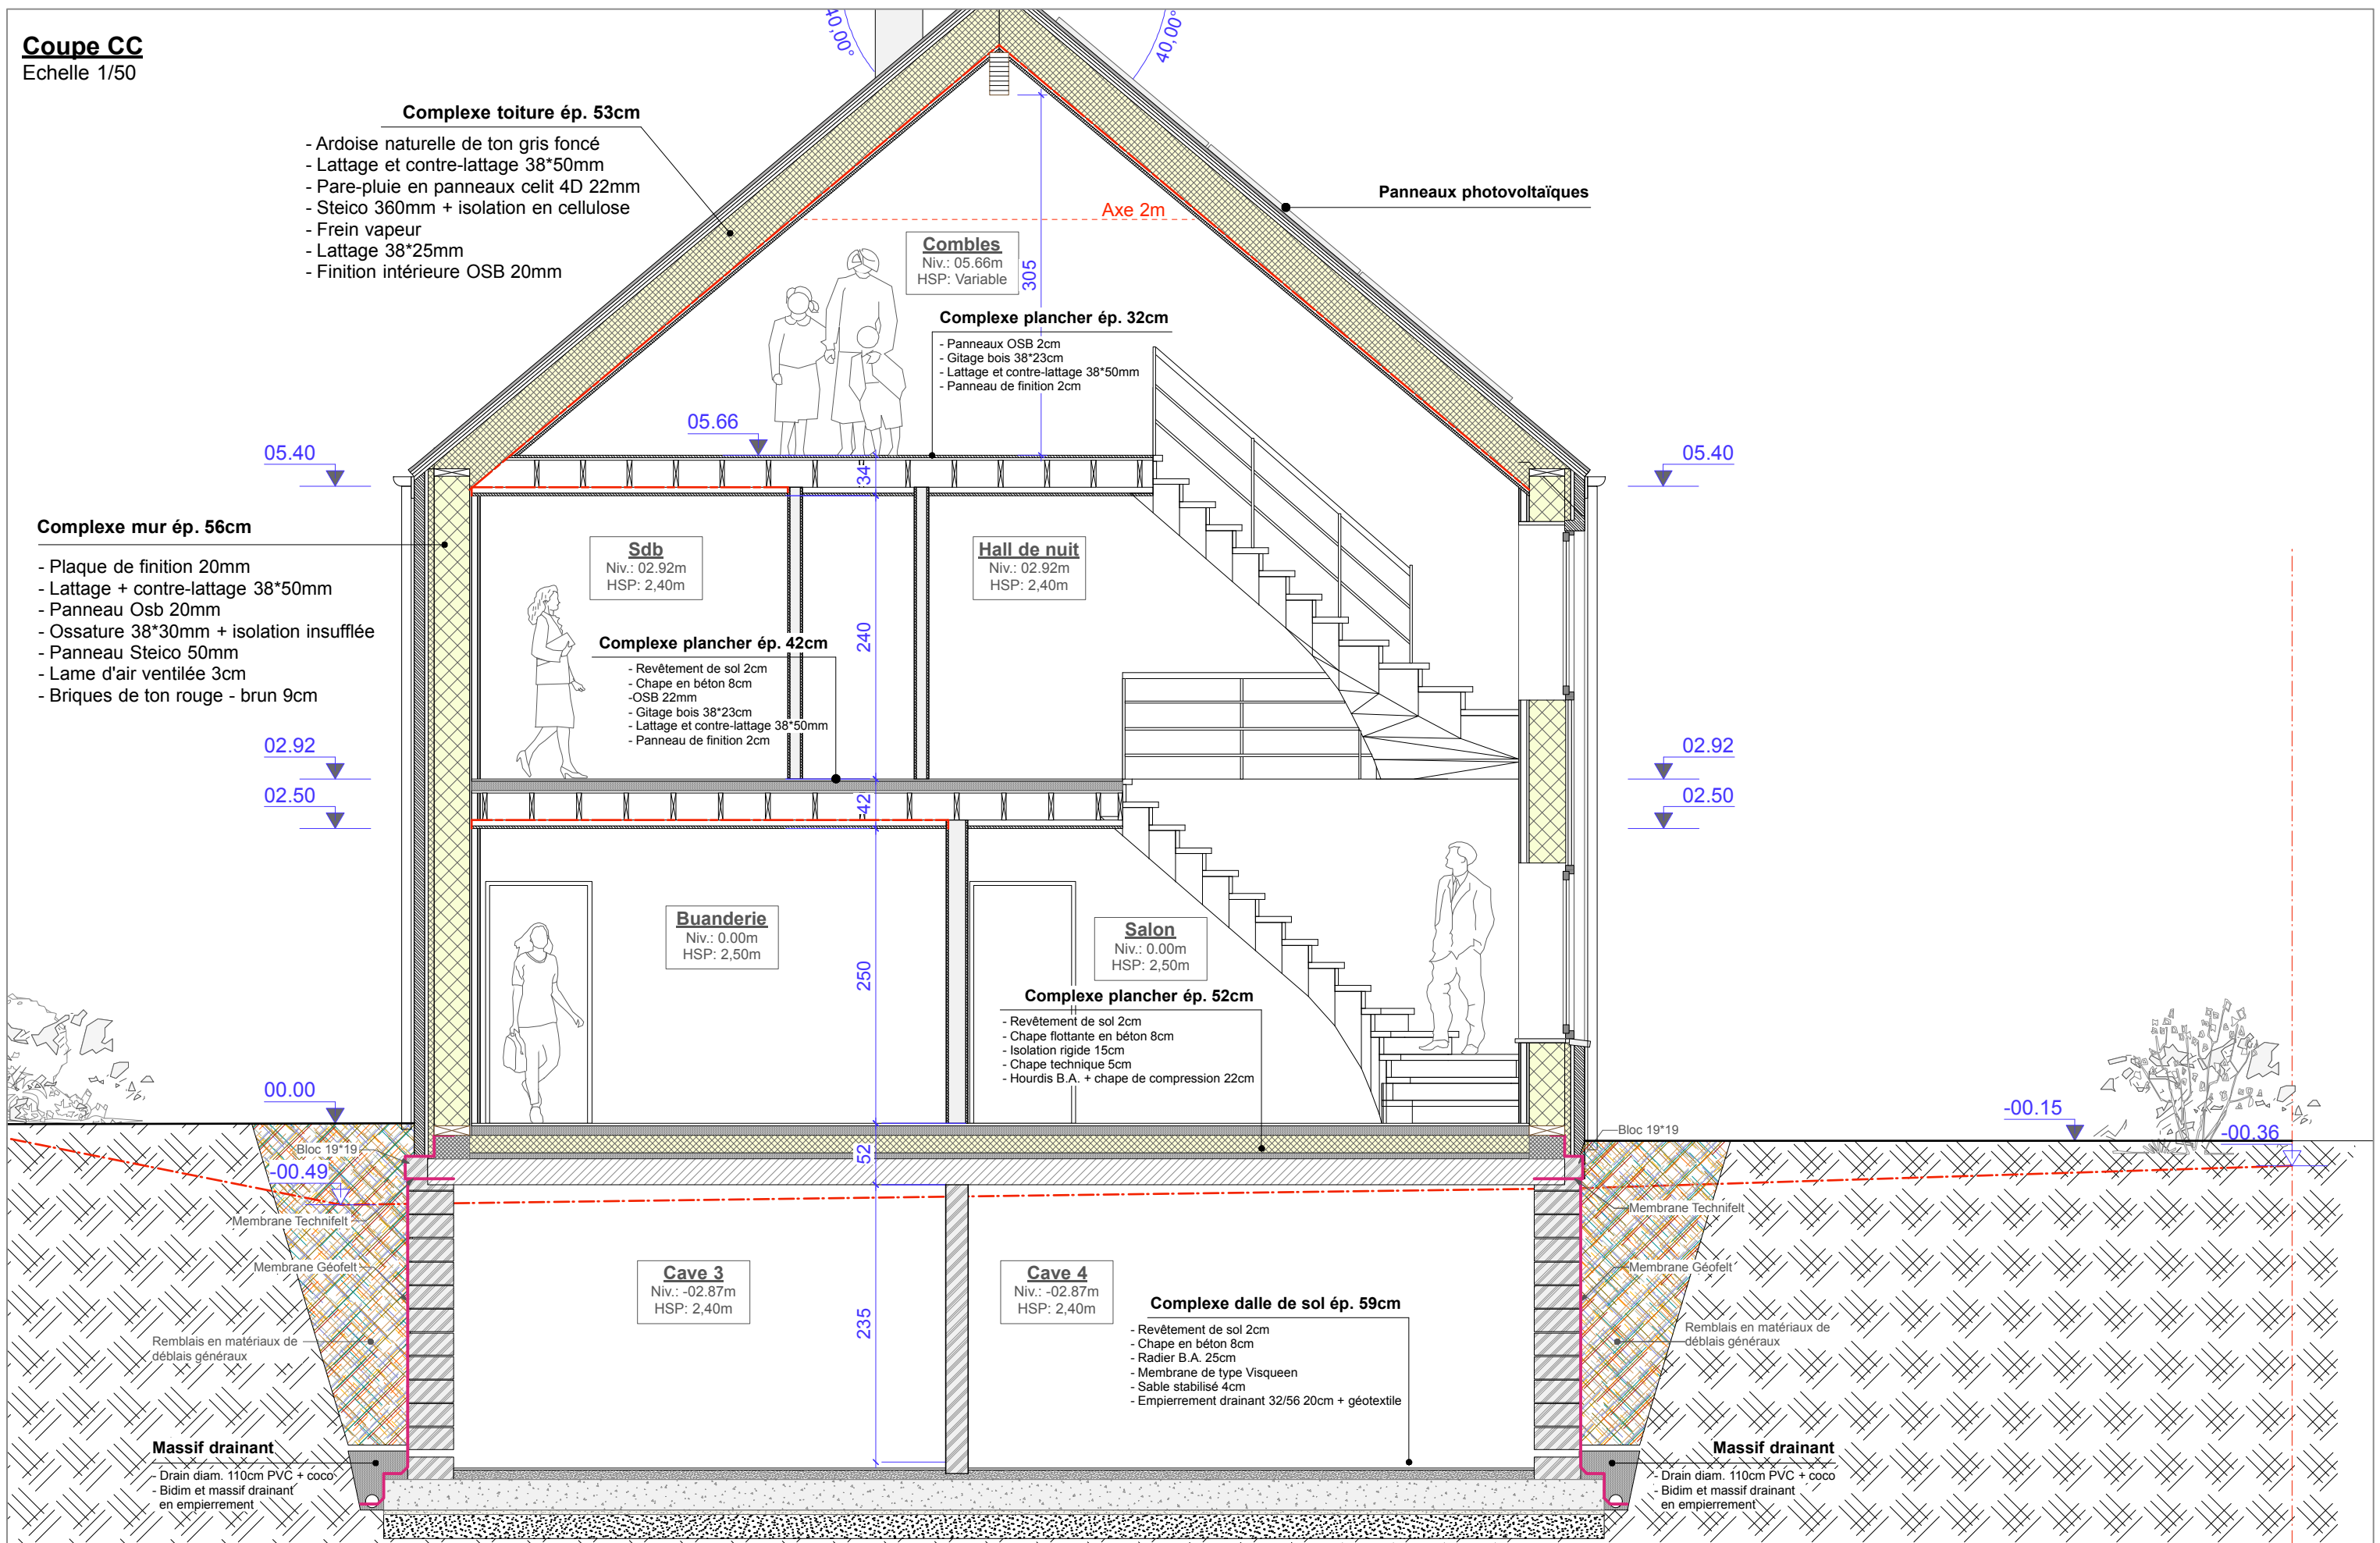 Coupe CC
Echelle 1/50
40,00°
40,00°
Complexe toiture ép. 53cm
- Ardoise naturelle de ton gris foncé
- Lattage et contre-lattage 38*50mm
- Pare-pluie en panneaux celit 4D 22mm
- Steico 360mm + isolation en cellulose
- Frein vapeur
- Lattage 38*25mm
- Finition intérieure OSB 20mm
Panneaux photovoltaïques
Axe 2m
Combles
Niv.: 05.66m
HSP: Variable
305
Complexe plancher ép. 32cm
- Panneaux OSB 2cm
- Gitage bois 38*23cm
- Lattage et contre-lattage 38*50mm
- Panneau de finition 2cm
05.66
05.40
05.40
34
Complexe mur ép. 56cm
- Plaque de finition 20mm
- Lattage + contre-lattage 38*50mm
- Panneau Osb 20mm
- Ossature 38*30mm + isolation insufflée
- Panneau Steico 50mm
- Lame d'air ventilée 3cm
- Briques de ton rouge - brun 9cm
Sdb
Niv.: 02.92m
HSP: 2,40m
Hall de nuit
Niv.: 02.92m
HSP: 2,40m
240
Complexe plancher ép. 42cm
- Revêtement de sol 2cm
- Chape en béton 8cm
-OSB 22mm
- Gitage bois 38*23cm
- Lattage et contre-lattage 38*50mm
- Panneau de finition 2cm
02.92
02.92
02.50
02.50
42
Buanderie
Niv.: 0.00m
HSP: 2,50m
Salon
Niv.: 0.00m
HSP: 2,50m
250
Complexe plancher ép. 52cm
- Revêtement de sol 2cm
- Chape flottante en béton 8cm
- Isolation rigide 15cm
- Chape technique 5cm
- Hourdis B.A. + chape de compression 22cm
00.00
-00.15
-00.36
Bloc 19*19
Bloc 19*19
-00.49
52
Membrane Technifelt
Membrane Technifelt
Membrane Géofelt
Membrane Géofelt
Cave 3
Niv.: -02.87m
HSP: 2,40m
Cave 4
Niv.: -02.87m
HSP: 2,40m
235
Complexe dalle de sol ép. 59cm
- Revêtement de sol 2cm
- Chape en béton 8cm
- Radier B.A. 25cm
- Membrane de type Visqueen
- Sable stabilisé 4cm
- Empierrement drainant 32/56 20cm + géotextile
Remblais en matériaux de
déblais généraux
Remblais en matériaux de
déblais généraux
Massif drainant
- Drain diam. 110cm PVC + coco
- Bidim et massif drainant
en empierrement
Massif drainant
- Drain diam. 110cm PVC + coco
- Bidim et massif drainant
en empierrement